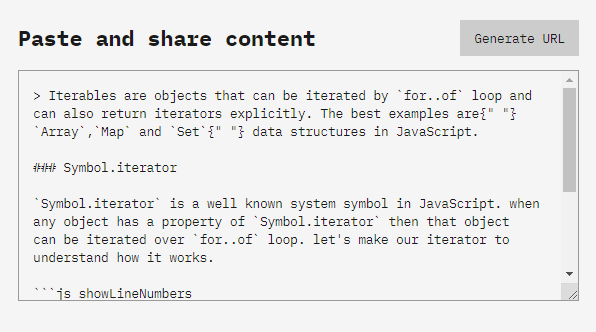 Paste and share content
Generate URL
> Iterables are objects that can be iterated by `for..of` loop and
can also return iterators explicitly. The best examples are{" "}
`Array`,`Map` and `Set`{" "} data structures in JavaScript.
### Symbol.iterator
`Symbol.iterator` is a well known system symbol in JavaScript. when
any object has a property of `Symbol.iterator` then that object
can be iterated over `for..of` loop. let's make our iterator to
understand how it works.
```js showLineNumbers